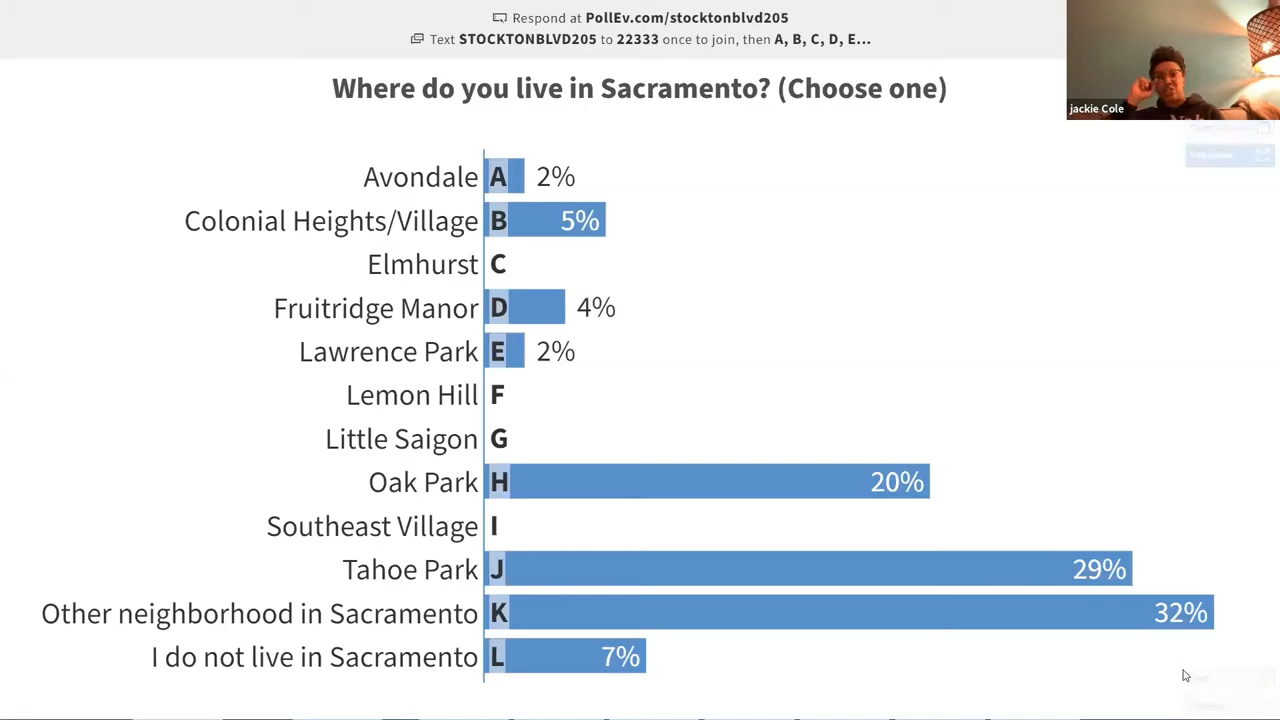 Respond at PollEv.com/stocktonblvd205
Text STOCKTONBLVD205 to 22333 once to join, then A, B, C, D, E...
jackie Cole
Where do you live in Sacramento? (Choose one)
Avondale A 2%
Colonial Heights/Village B 5%
Elmhurst C
Fruitridge Manor D 4%
Lawrence Park E 2%
Lemon Hill F
Little Saigon G
Oak Park H 20%
Southeast Village I
Tahoe Park J 29%
Other neighborhood in Sacramento K 32%
I do not live in Sacramento L 7%